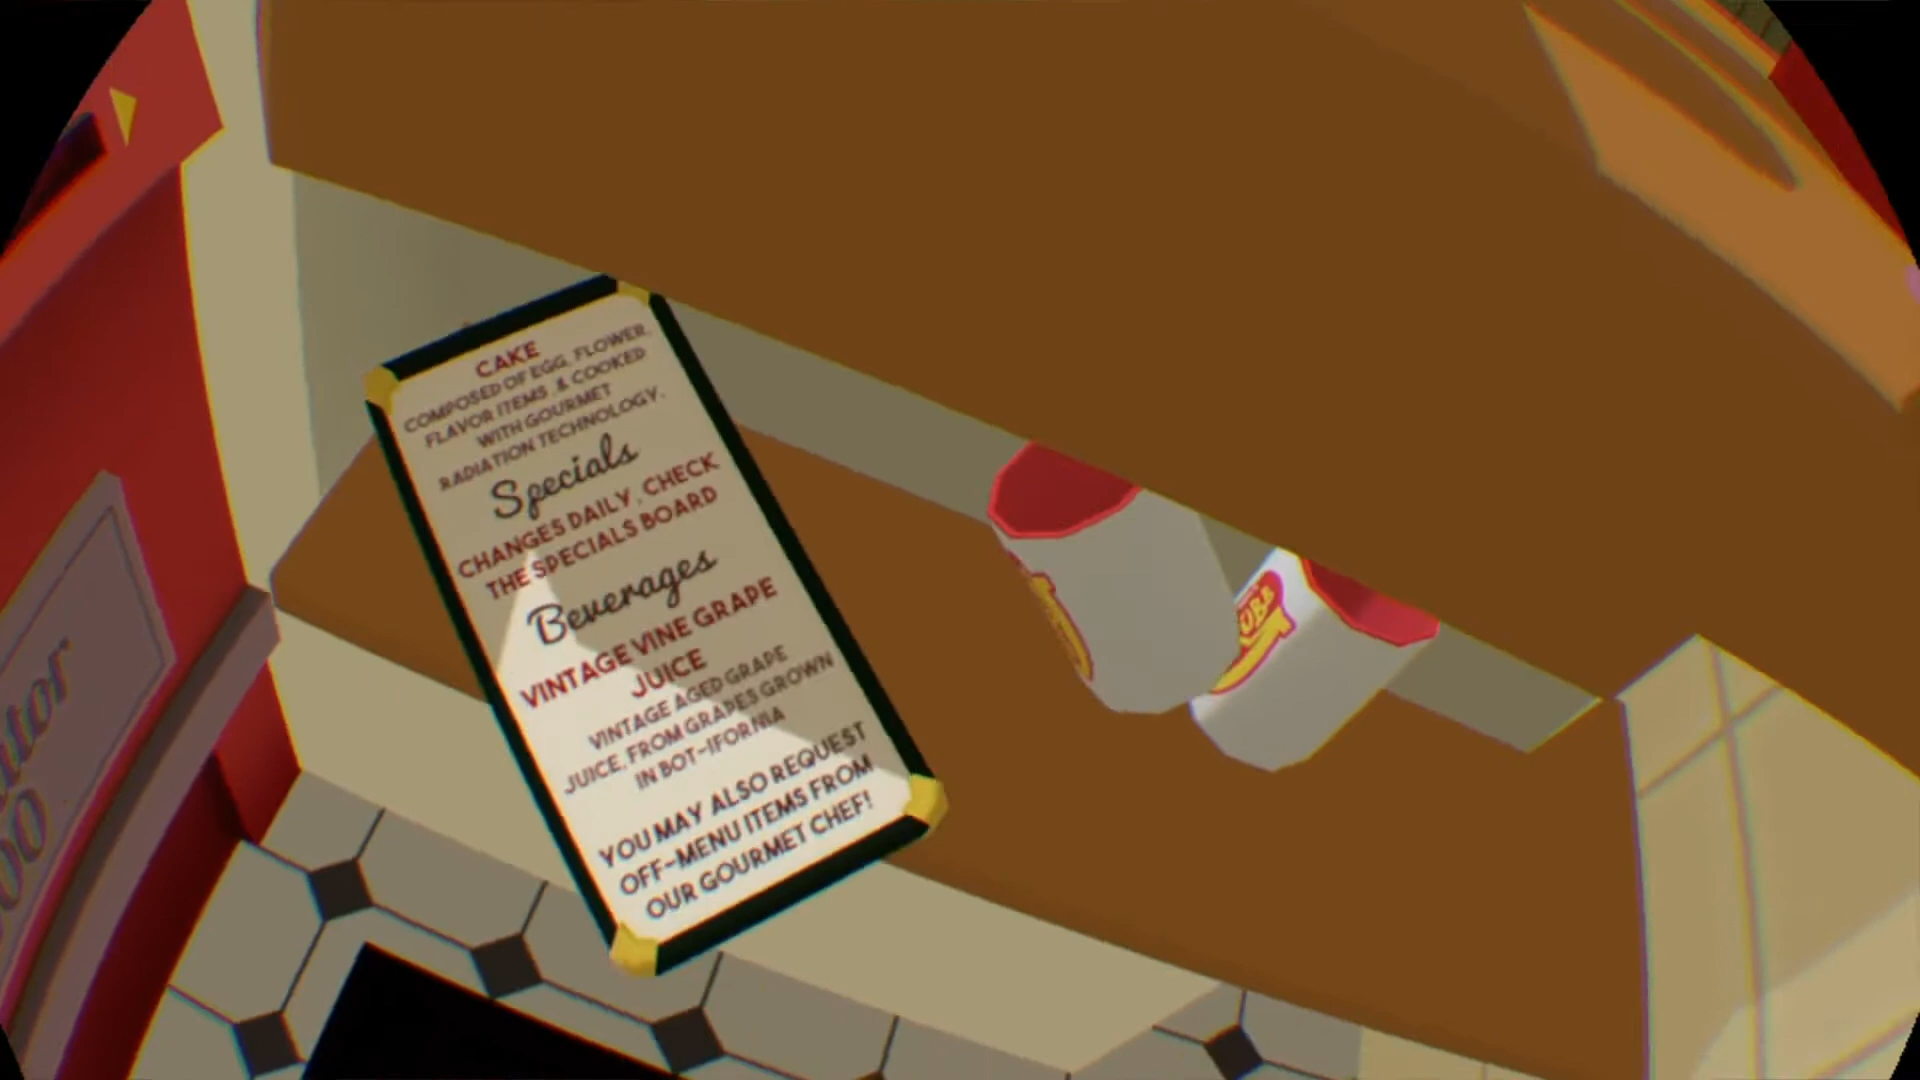 CAKE
COMPOSED OF EGG, FLOWER,
FLAVOR ITEMS, & COOKED
WITH GOURMET
RADIATION TECHNOLOGY.
Specials
CHANGES DAILY, CHECK
THE SPECIALS BOARD
Beverages
VINTAGE VINE GRAPE
JUICE
VINTAGE AGED GRAPE
JUICE, FROM GRAPES GROWN
IN BOT-IFORNIA
YOU MAY ALSO REQUEST
OFF-MENU ITEMS FROM
OUR GOURMET CHEF!